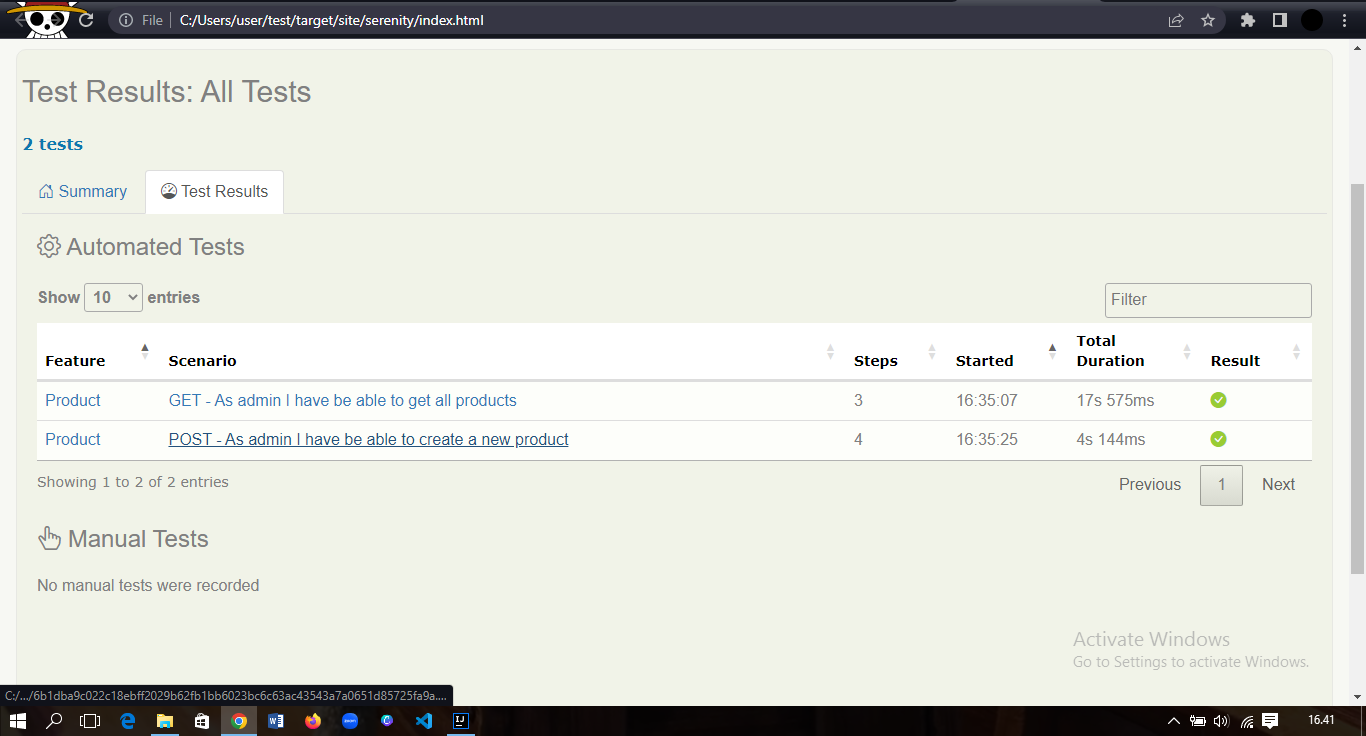 File C:/Users/user/test/target/site/serenity/index.html
Test Results: All Tests
2 tests
Summary Test Results
Automated Tests
Show 10 entries Filter
Feature Scenario Steps Started Total Duration Result
Product GET - As admin I have be able to get all products 3 16:35:07 17s 575ms
Product POST - As admin I have be able to create a new product 4 16:35:25 4s 144ms
Showing 1 to 2 of 2 entries Previous 1 Next
Manual Tests
No manual tests were recorded
Activate Windows
Go to Settings to activate Windows.
C:/.../6b1dba9c022c18ebff2029b62fb1bb6023bc6c63ac43543a7a0651d85725fa9a....
16.41